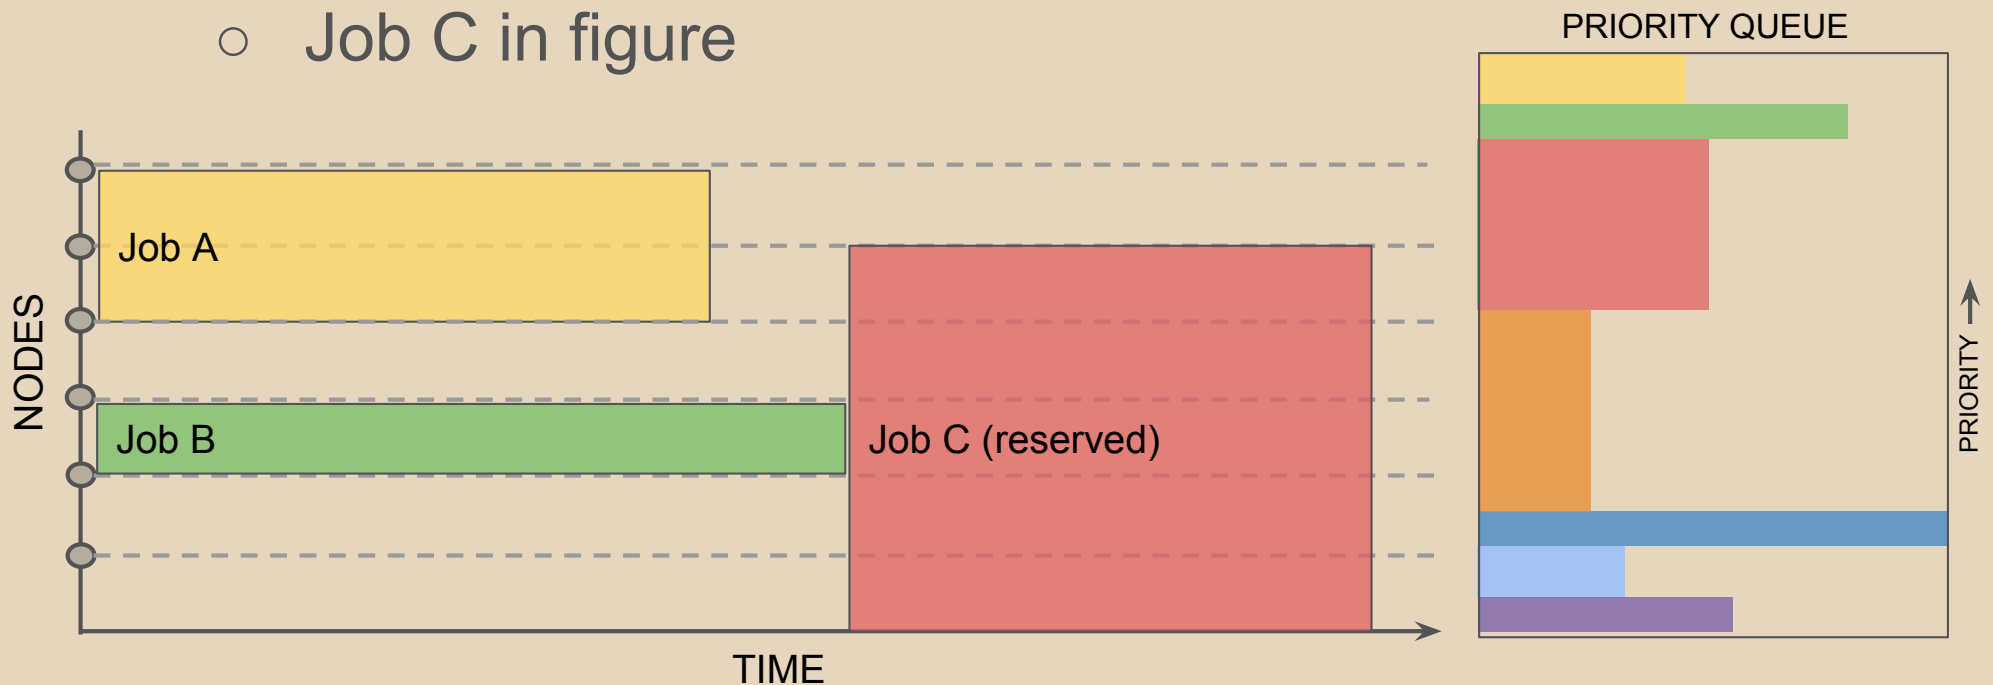 ○ Job C in figure
PRIORITY QUEUE
Job A
Job B
Job C (reserved)
NODES
TIME
PRIORITY